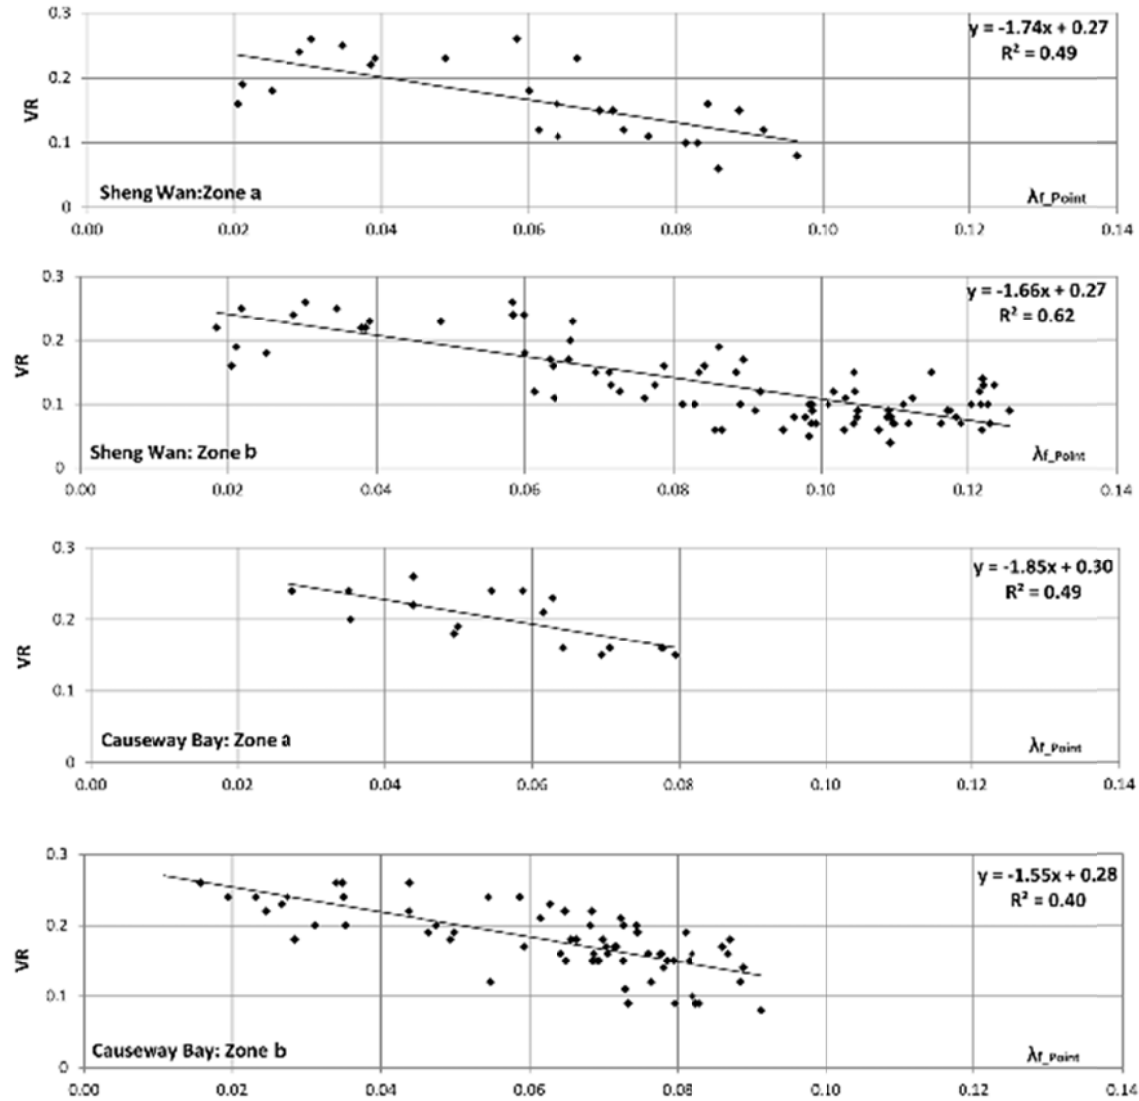 0.3
y = -1.74x + 0.27
R² = 0.49
0.2
VR
0.1
Sheng Wan:Zone a
λf_Point
0
0.00 0.02 0.04 0.06 0.08 0.10 0.12 0.14
0.3
y = -1.66x + 0.27
R² = 0.62
0.2
VR
0.1
Sheng Wan: Zone b
λf_Point
0
0.00 0.02 0.04 0.06 0.08 0.10 0.12 0.14
0.3
y = -1.85x + 0.30
R² = 0.49
0.2
VR
0.1
Causeway Bay: Zone a
λf_Point
0
0.00 0.02 0.04 0.06 0.08 0.10 0.12 0.14
0.3
y = -1.55x + 0.28
R² = 0.40
0.2
VR
0.1
Causeway Bay: Zone b
λf_Point
0
0.00 0.02 0.04 0.06 0.08 0.10 0.12 0.14